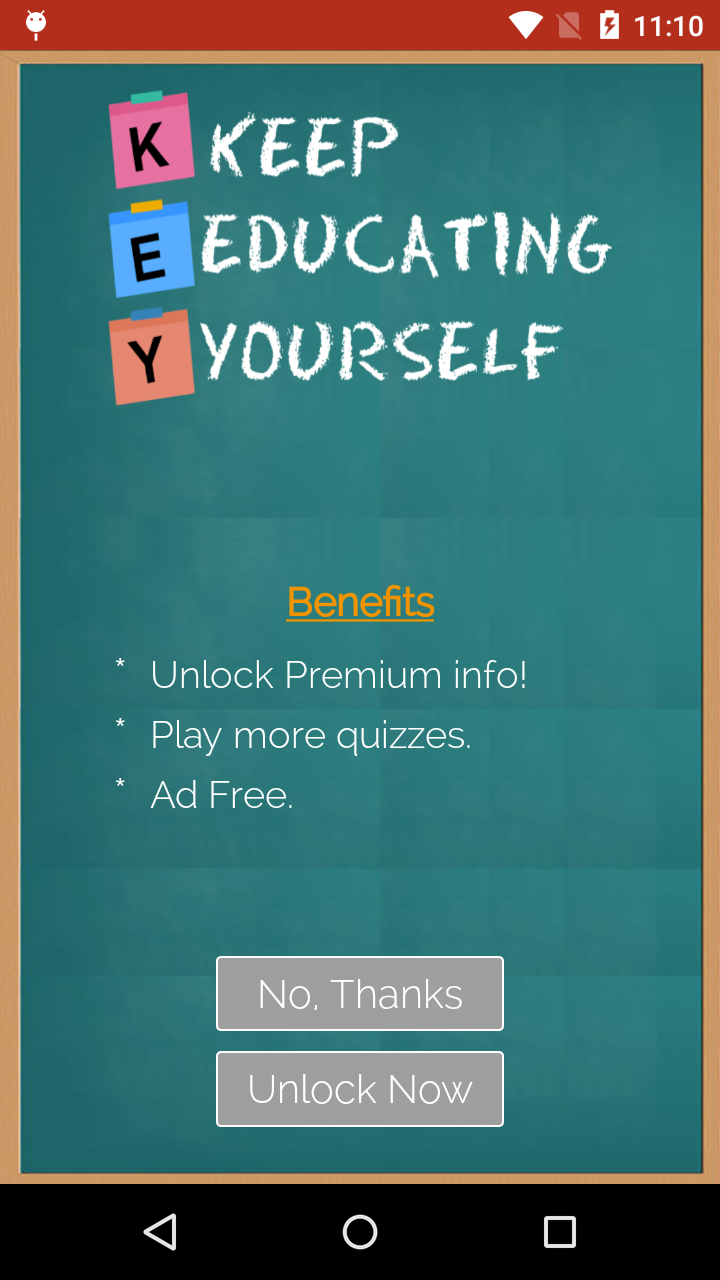 11:10
K KEEP
E EDUCATING
Y YOURSELF
Benefits
* Unlock Premium info!
* Play more quizzes.
* Ad Free.
No, Thanks
Unlock Now